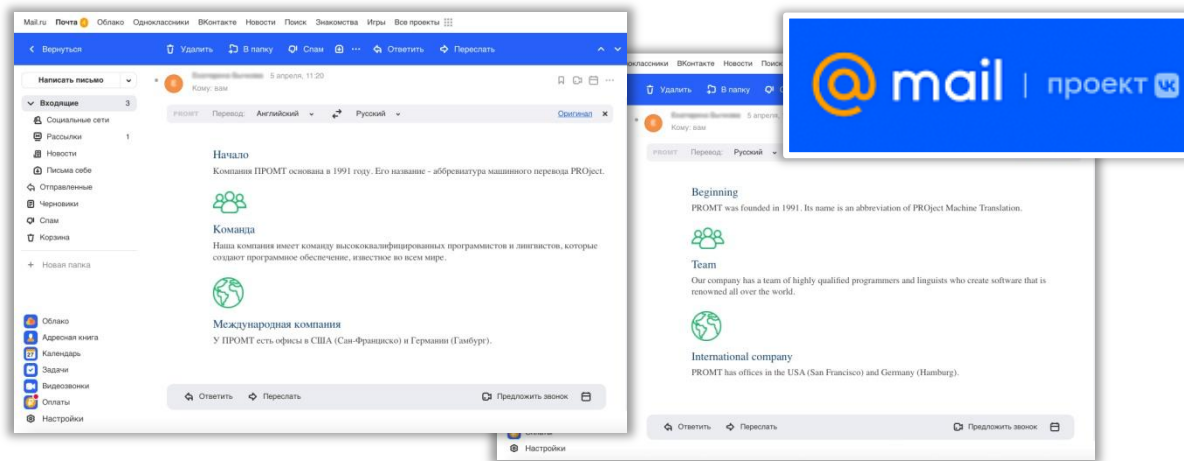 Mail.ru Почта Облако Одноклассники ВКонтакте Новости Поиск Знакомства Игры Все проекты
Вернуться
Удалить В папку Спам Ответить Переслать
Написать письмо
5 апреля, 11:20
Кому: вам
Входящие 3
Социальные сети
Рассылки 1
Новости
Письма себе
Отправленные
Черновики
Спам
Корзина
+ Новая папка
Облако
Адресная книга
27 Календарь
Задачи
Видеозвонки
Оплаты
Настройки
PROMT Перевод: Английский Русский Оригинал ×
Начало
Компания ПРОМТ основана в 1991 году. Его название - аббревиатура машинного перевода PROject.
Команда
Наша компания имеет команду высококвалифицированных программистов и лингвистов, которые
создают программное обеспечение, известное во всем мире.
Международная компания
У ПРОМТ есть офисы в США (Сан-Франциско) и Германии (Гамбург).
Ответить Переслать Предложить звонок
ВКонтакте Новости
Удалить В папку
5 апреля,
Кому: вам
PROMT Перевод: Русский
Beginning
PROMT was founded in 1991. Its name is an abbreviation of PROject Machine Translation.
Team
Our company has a team of highly qualified programmers and linguists who create software that is
renowned all over the world.
International company
PROMT has offices in the USA (San Francisco) and Germany (Hamburg).
Ответить Переслать Предложить звонок
Настройки
@mail | проект VK